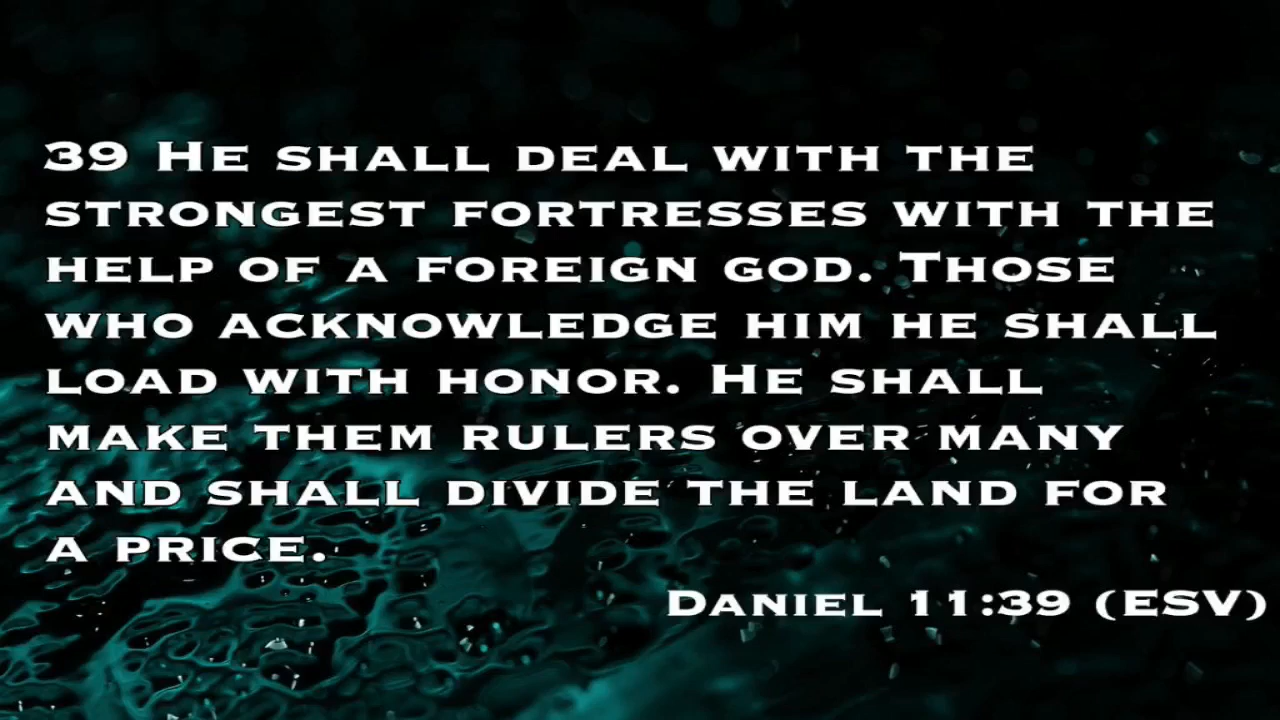 39 He shall deal with the
strongest fortresses with the
help of a foreign god. Those
who acknowledge him he shall
load with honor. He shall
make them rulers over many
and shall divide the land for
a price.
Daniel 11:39 (ESV)